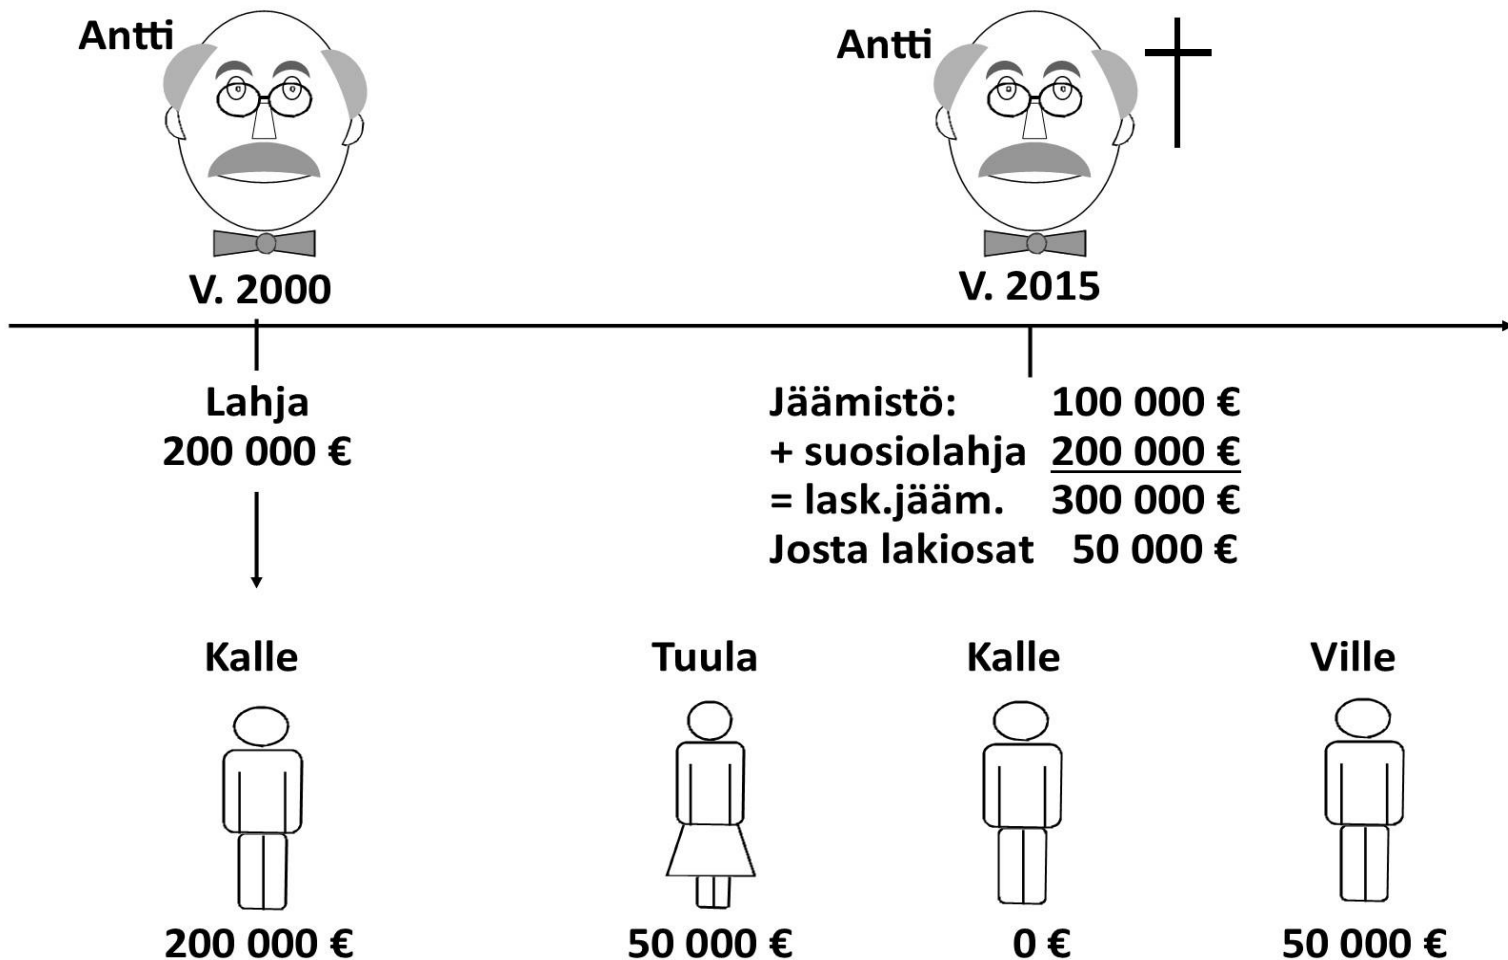 Antti
Antti
V. 2000
V. 2015
Lahja
200 000 €
Jäämistö: 100 000 €
+ suosiolahja 200 000 €
= lask.jääm. 300 000 €
Josta lakiosat 50 000 €
Kalle
Tuula
Kalle
Ville
200 000 €
50 000 €
0 €
50 000 €